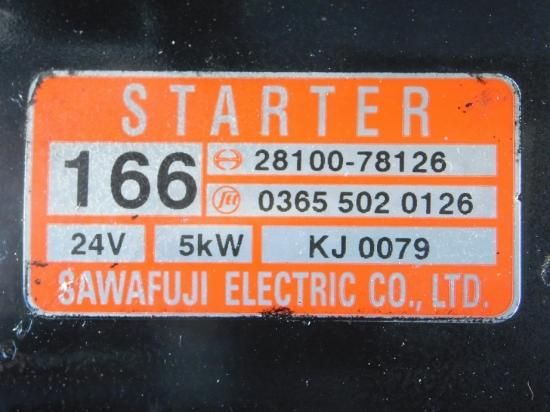 STARTER
166
28100-78126
0365 502 0126
24V 5kW KJ 0079
SAWAFUJI ELECTRIC CO., LTD.